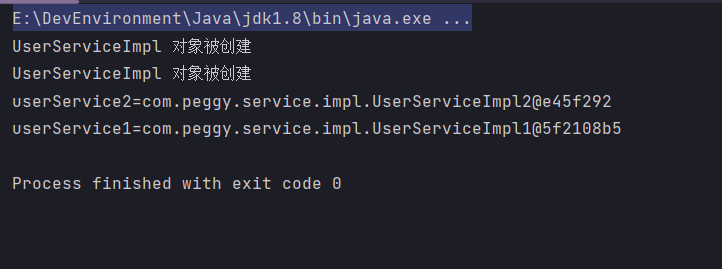 E:\DevEnvironment\Java\jdk1.8\bin\java.exe ...
UserServiceImpl 对象被创建
UserServiceImpl 对象被创建
userService2=com.peggy.service.impl.UserServiceImpl2@e45f292
userService1=com.peggy.service.impl.UserServiceImpl1@5f2108b5
Process finished with exit code 0